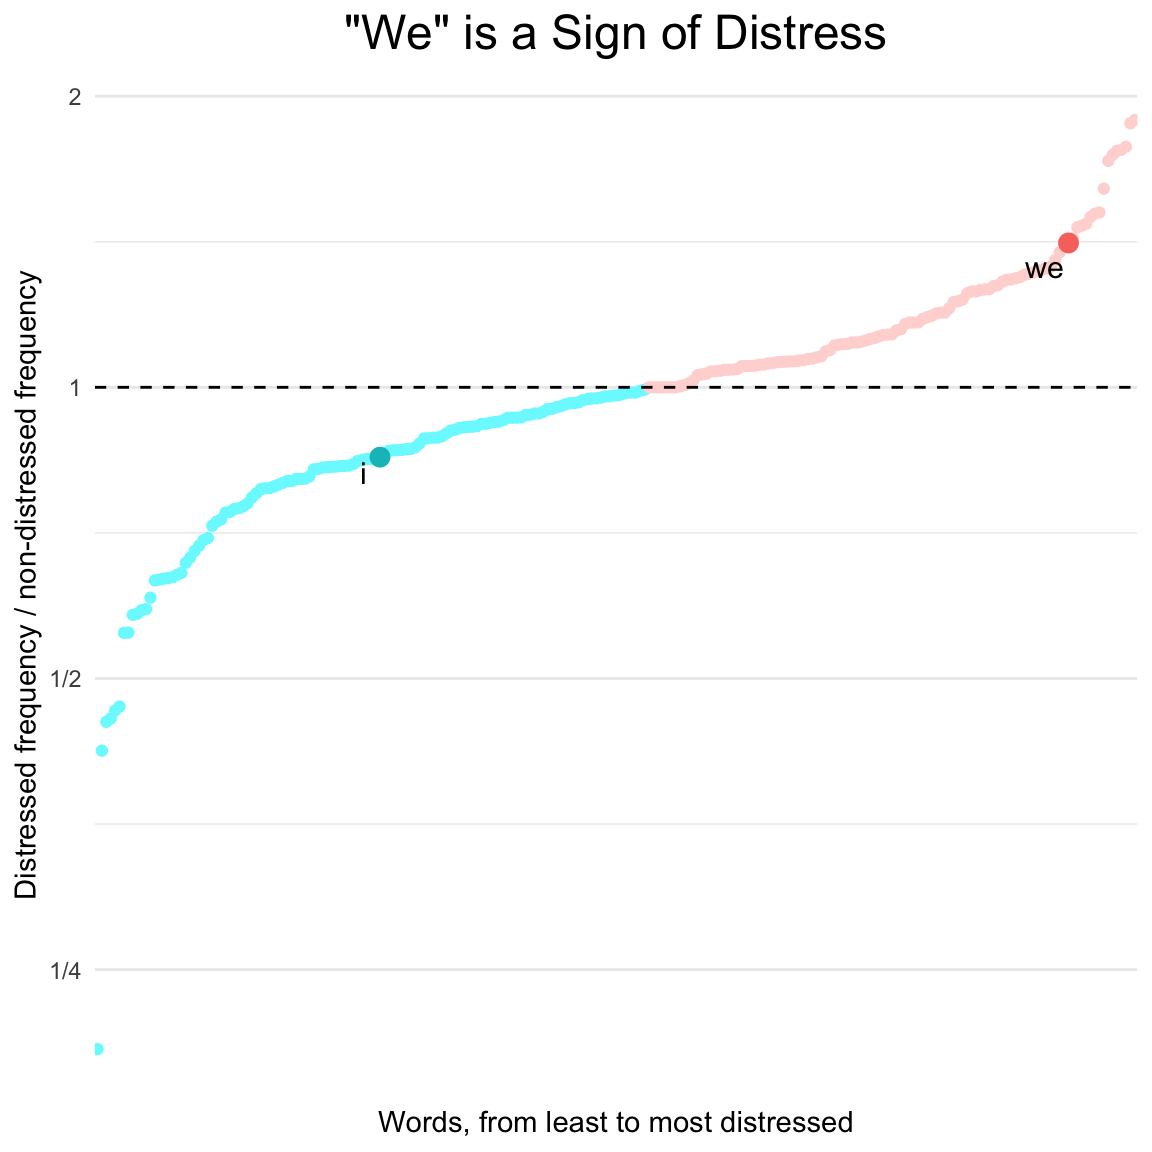 "We" is a Sign of Distress
2
we
1
i
1/2
1/4
Distressed frequency / non-distressed frequency
Words, from least to most distressed